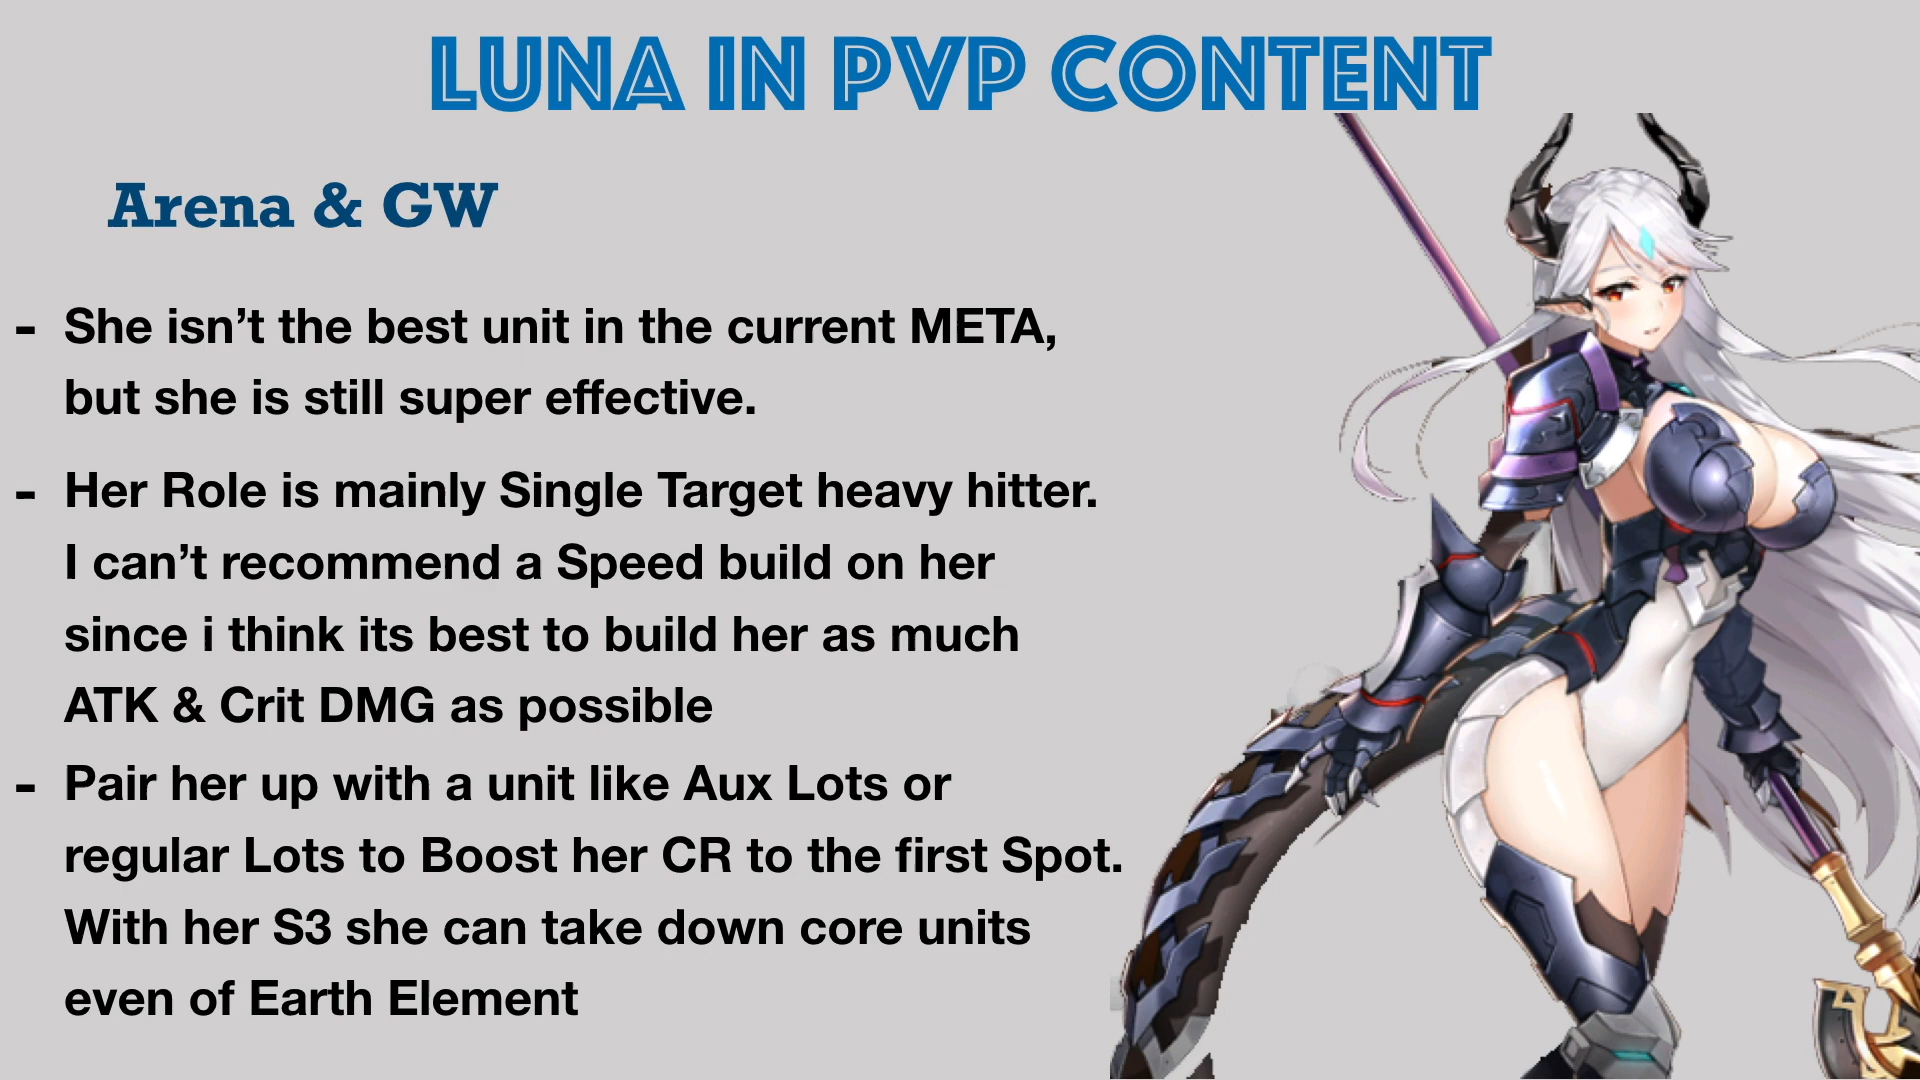 LUNA IN PVP CONTENT
Arena & GW
- She isn’t the best unit in the current META,
but she is still super effective.
- Her Role is mainly Single Target heavy hitter.
I can’t recommend a Speed build on her
since i think its best to build her as much
ATK & Crit DMG as possible
- Pair her up with a unit like Aux Lots or
regular Lots to Boost her CR to the first Spot.
With her S3 she can take down core units
even of Earth Element